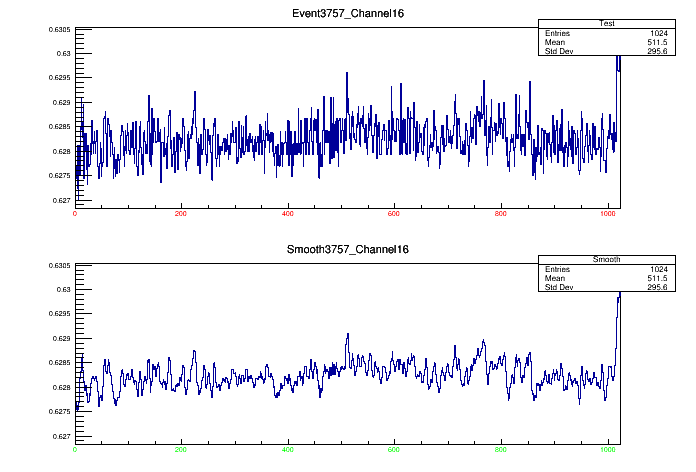 Event3757_Channel16
Test
Entries 1024
Mean 511.5
Std Dev 295.6
0.6305
0.63
0.6295
0.629
0.6285
0.628
0.6275
0.627
0 200 400 600 800 1000
Smooth3757_Channel16
Smooth
Entries 1024
Mean 511.5
Std Dev 295.6
0.6305
0.63
0.6295
0.629
0.6285
0.628
0.6275
0.627
0 200 400 600 800 1000